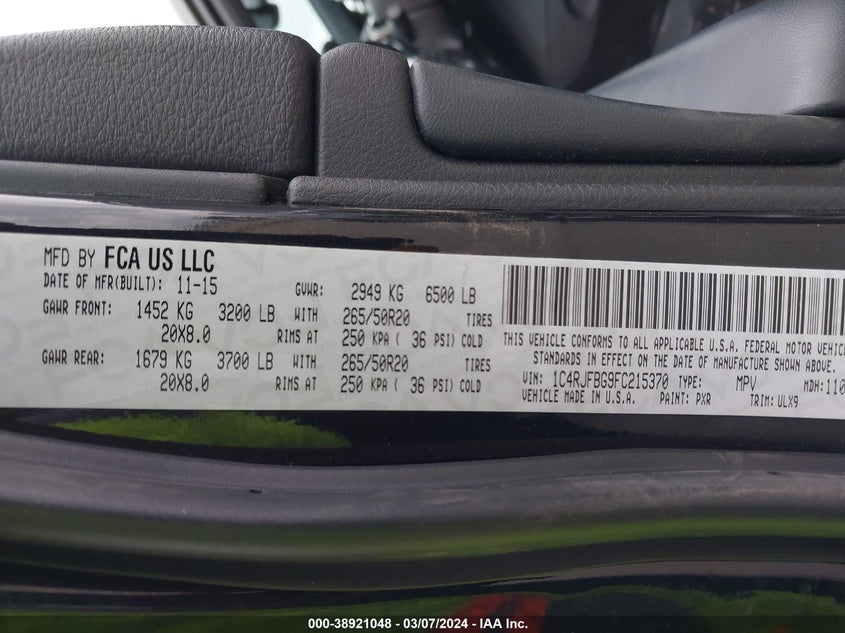 MFD BY FCA US LLC
DATE OF MFR(BUILT): 11-15 GVWR: 2949 KG 6500 LB
GAWR FRONT: 1452 KG 3200 LB WITH 265/50R20 TIRES
20X8.0 RIMS AT 250 KPA ( 36 PSI) COLD
GAWR REAR: 1679 KG 3700 LB WITH 265/50R20 TIRES
20X8.0 RIMS AT 250 KPA ( 36 PSI) COLD
THIS VEHICLE CONFORMS TO ALL APPLICABLE U.S.A. FEDERAL MOTOR VEHICLE
STANDARDS IN EFFECT ON THE DATE OF MANUFACTURE SHOWN ABOVE.
VIN: 1C4RJFBG9FC215370 TYPE: MPV MDH: 110
VEHICLE MADE IN U.S.A. PAINT: PXR TRIM: ULX9
000-38921048 — 03/07/2024 — IAA Inc.